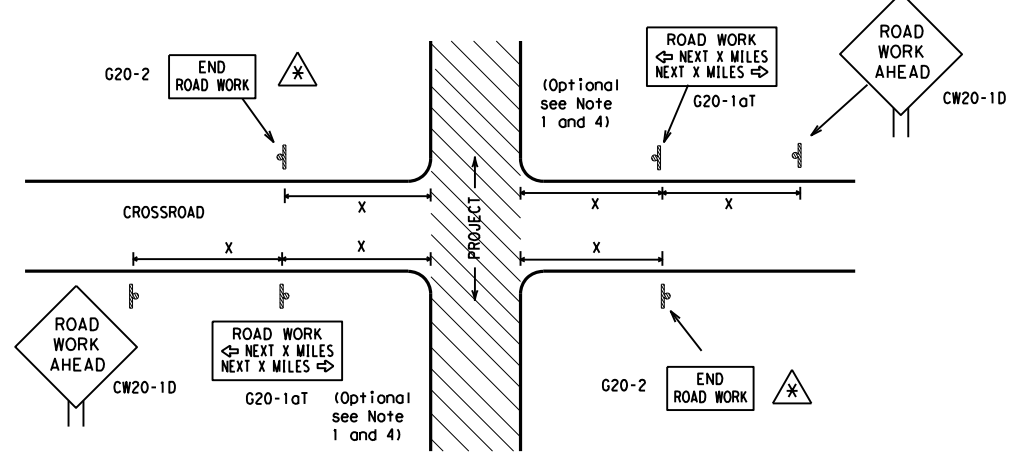 ROAD WORK
⇦ NEXT X MILES
NEXT X MILES ⇨
ROAD
WORK
AHEAD
END
ROAD WORK
*
G20-2
(Optional
see Note
1 and 4)
G20-1aT
CW20-1D
X
X
X
CROSSROAD
PROJECT
X
X
X
ROAD
WORK
AHEAD
ROAD WORK
⇦ NEXT X MILES
NEXT X MILES ⇨
CW20-1D
G20-1aT
(Optional
see Note
1 and 4)
G20-2
END
ROAD WORK
*